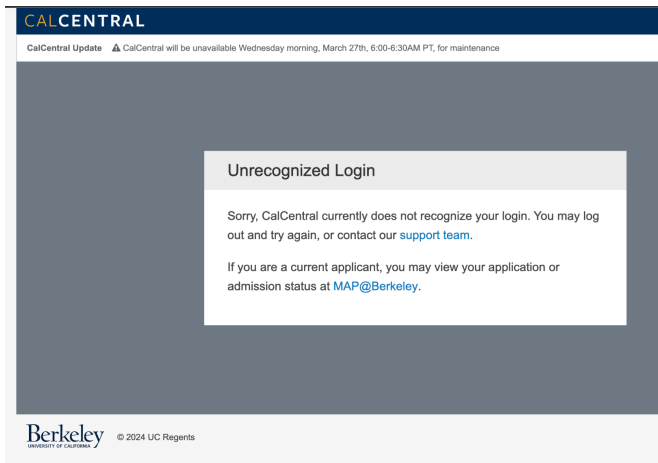 CALCENTRAL
CalCentral Update ⚠ CalCentral will be unavailable Wednesday morning, March 27th, 6:00-6:30AM PT, for maintenance
Unrecognized Login
Sorry, CalCentral currently does not recognize your login. You may log
out and try again, or contact our support team.
If you are a current applicant, you may view your application or
admission status at MAP@Berkeley.
Berkeley
UNIVERSITY OF CALIFORNIA
© 2024 UC Regents